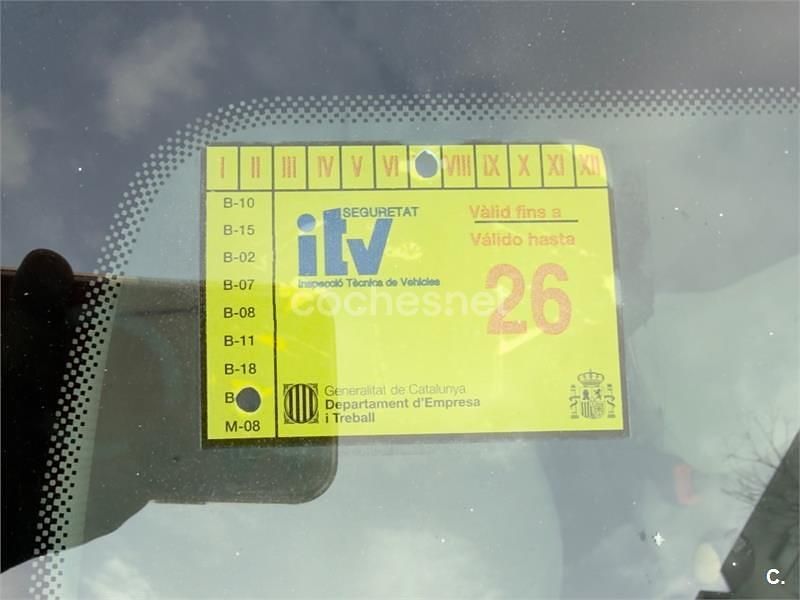 I II III IV V VI VIII IX X XI XII
B-10
B-15
B-02
B-07
B-08
B-11
B-18
B
M-08
SEGURETAT
itv
Inspecció Tècnica de Vehicles
Vàlid fins a
Válido hasta
26
coches.net
Generalitat de Catalunya
Departament d'Empresa
i Treball
C.